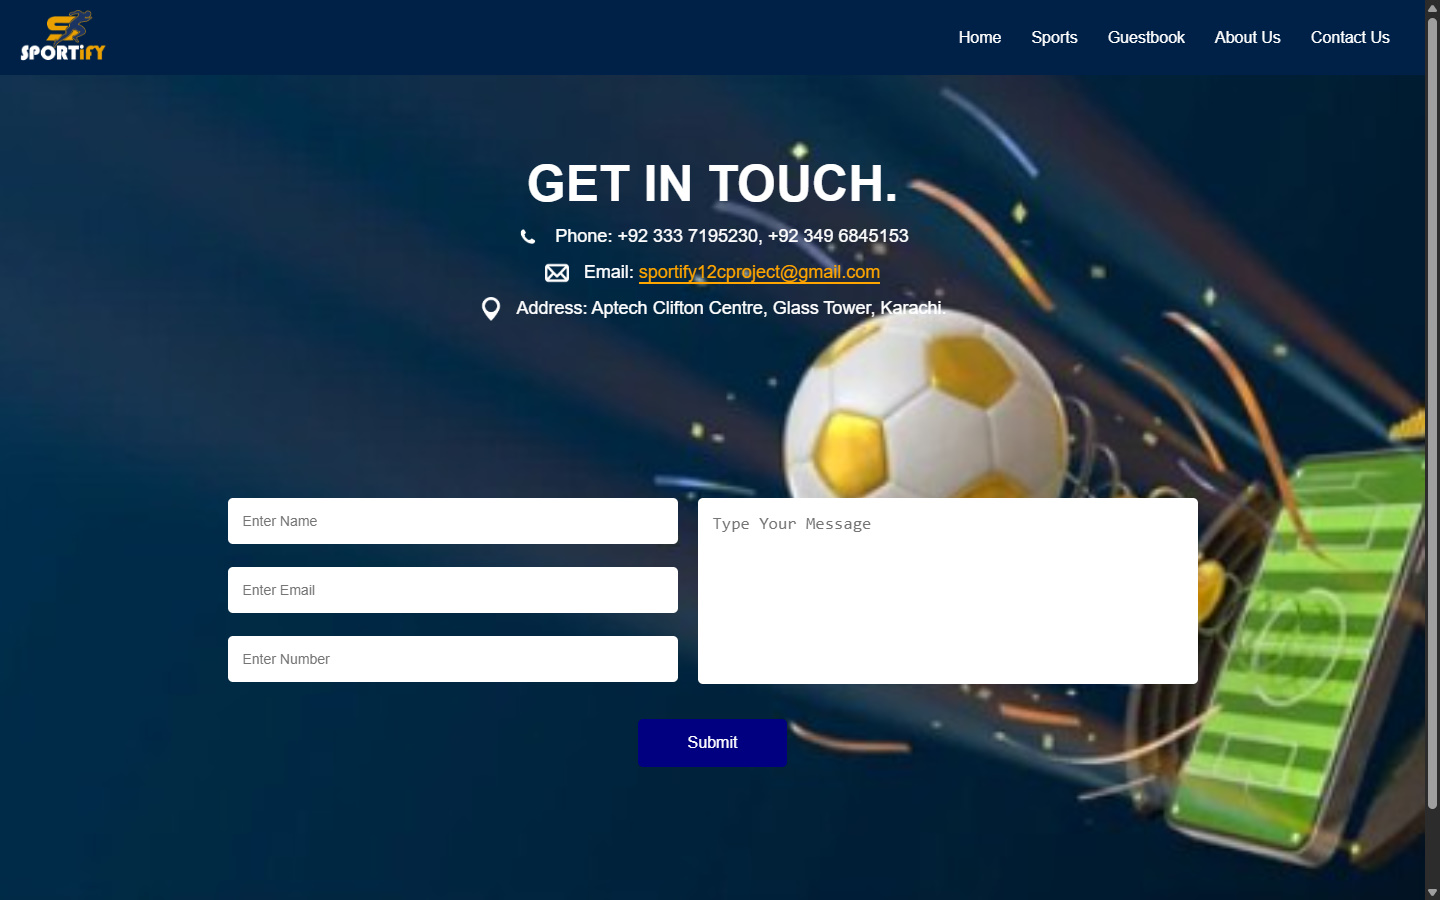 SPORTiFY
Home Sports Guestbook About Us Contact Us
GET IN TOUCH.
Phone: +92 333 7195230, +92 349 6845153
Email: sportify12cproject@gmail.com
Address: Aptech Clifton Centre, Glass Tower, Karachi.
Enter Name
Enter Email
Enter Number
Type Your Message
Submit